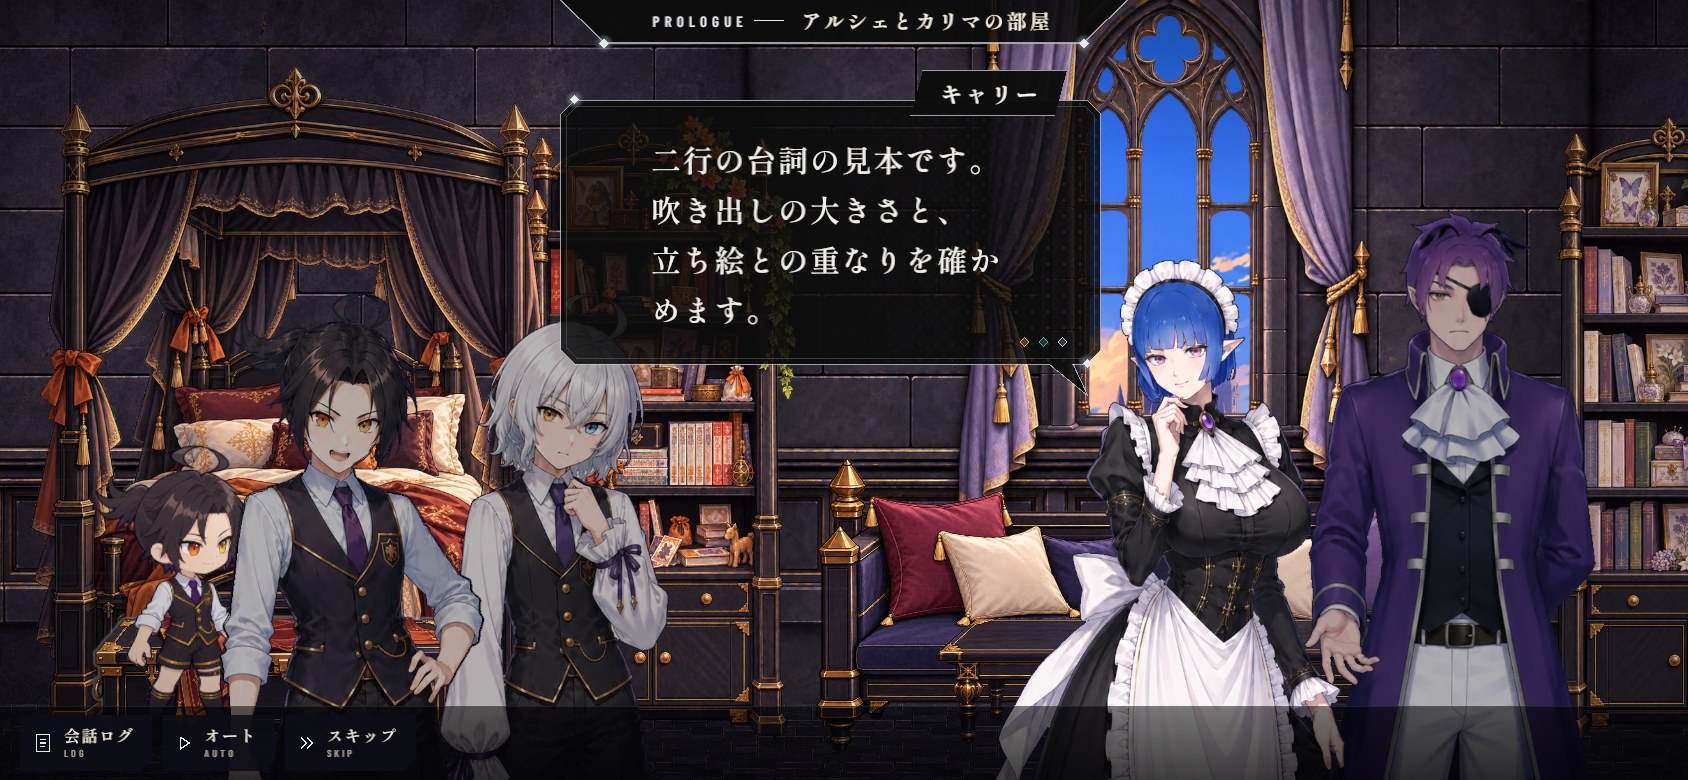 PROLOGUE — アルシェとカリマの部屋
キャリー
二行の台詞の見本です。
吹き出しの大きさと、
立ち絵との重なりを確か
めます。
会話ログ
LOG
オート
AUTO
スキップ
SKIP